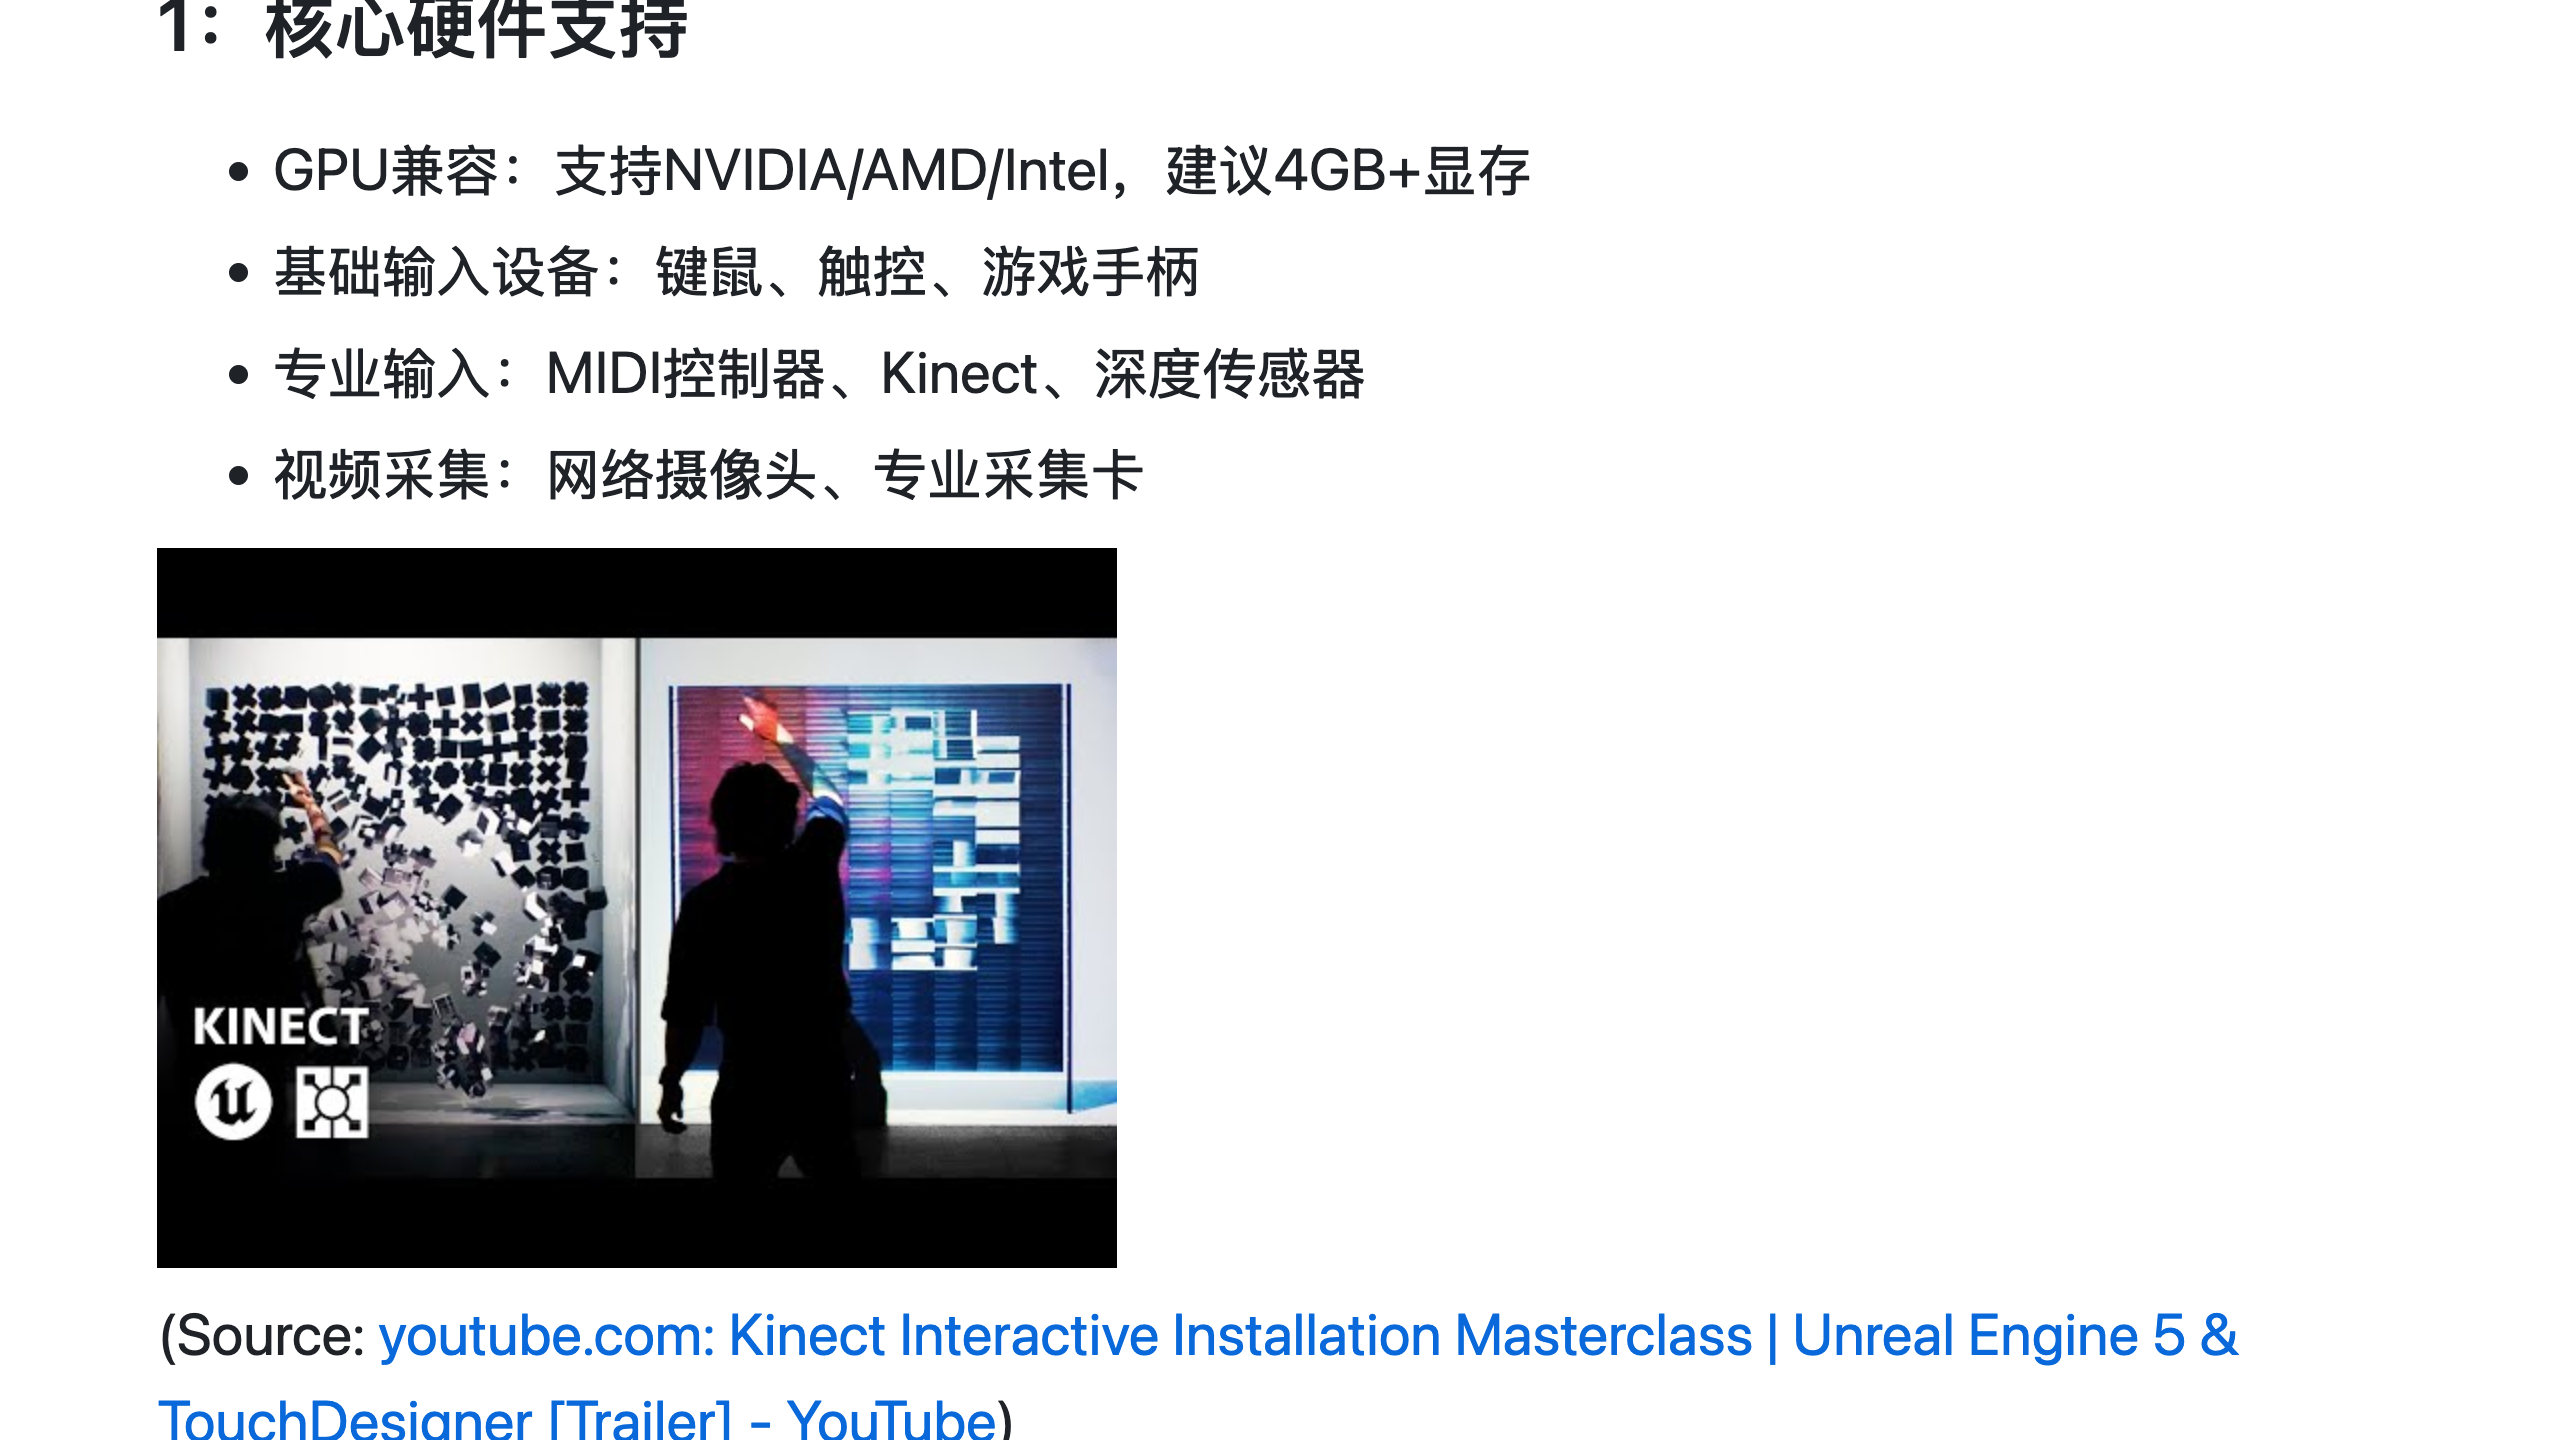 1：核心硬件支持
• GPU兼容：支持NVIDIA/AMD/Intel，建议4GB+显存
• 基础输入设备：键鼠、触控、游戏手柄
• 专业输入：MIDI控制器、Kinect、深度传感器
• 视频采集：网络摄像头、专业采集卡
KINECT
(Source: youtube.com: Kinect Interactive Installation Masterclass | Unreal Engine 5 &
TouchDesigner [Trailer] - YouTube)